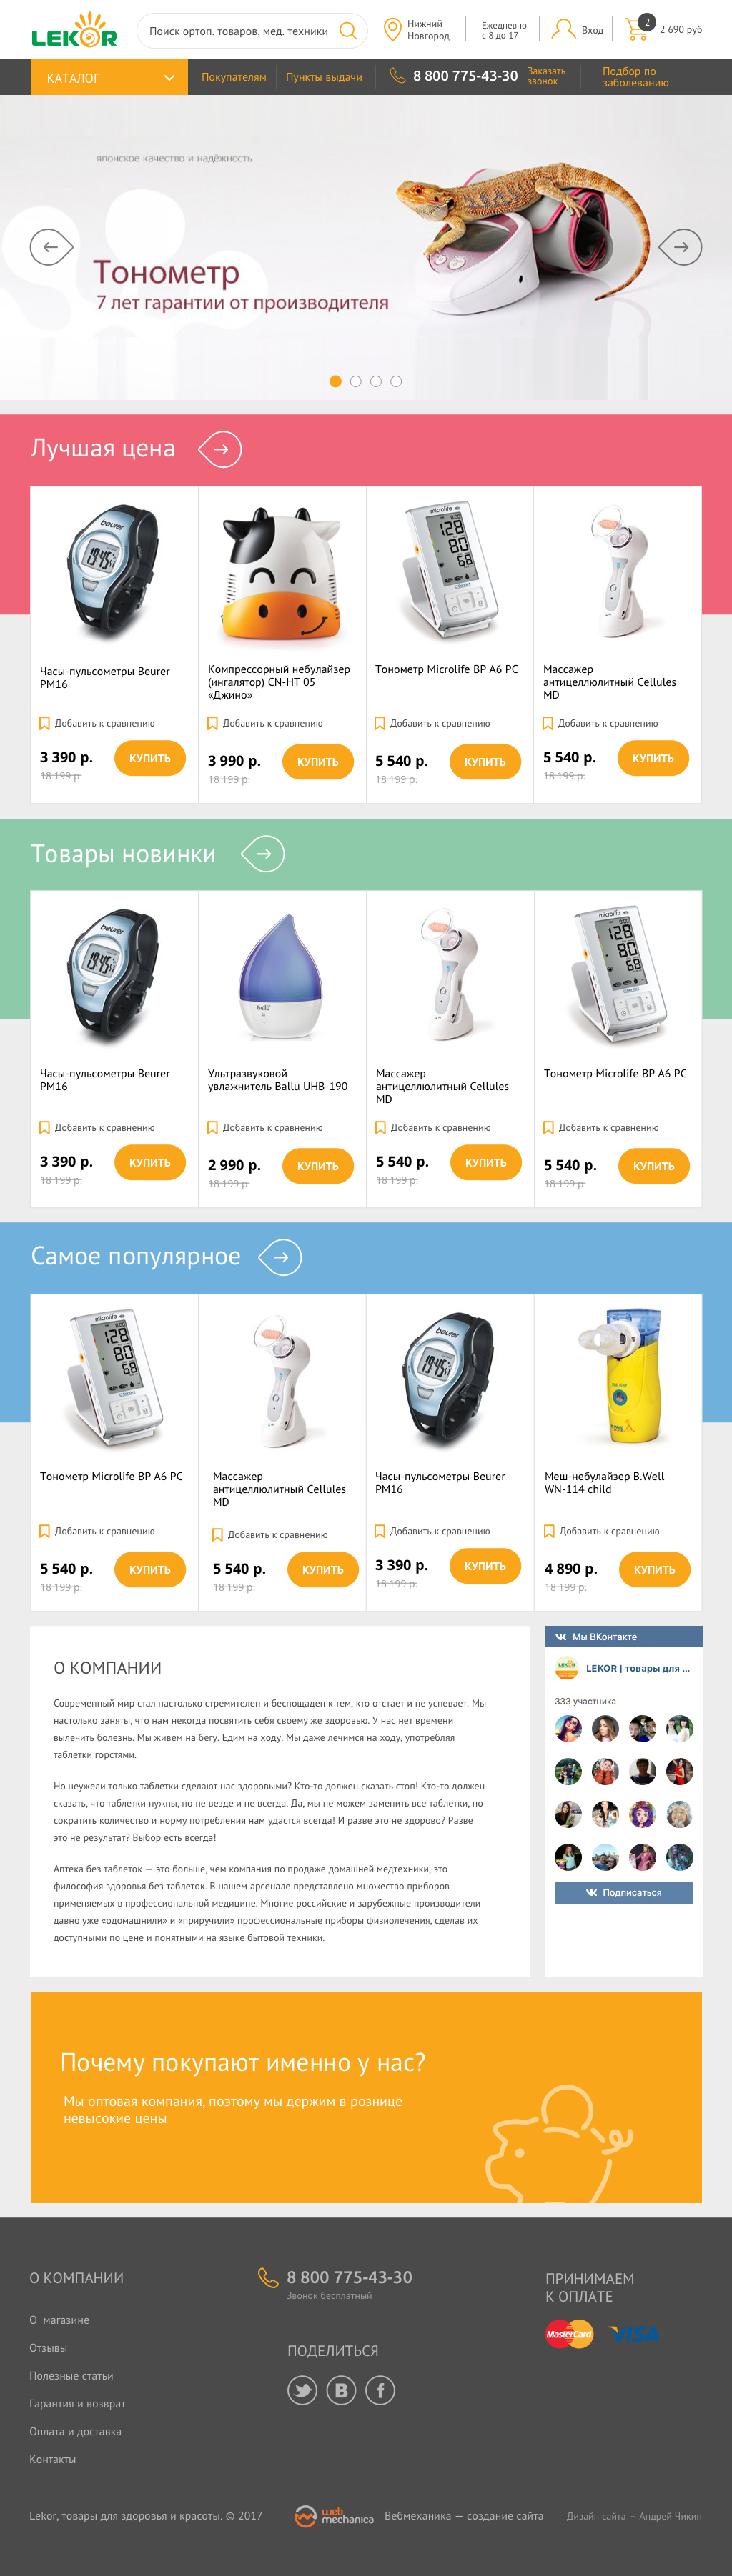 LEKOR
Поиск ортоп. товаров, мед. техники
Нижний
Новгород
Ежедневно
с 8 до 17
Вход
2
2 690 руб
КАТАЛОГ
Покупателям
Пункты выдачи
8 800 775-43-30
Заказать
звонок
Подбор по
заболеванию
японское качество и надёжность
Тонометр
7 лет гарантии от производителя
Лучшая цена
beurer
microlife
128
80
68
Часы-пульсометры Beurer
PM16
Компрессорный небулайзер
(ингалятор) CN-HT 05
«Джино»
Тонометр Microlife BP A6 PC
Массажер
антицеллюлитный Cellules
MD
Добавить к сравнению
Добавить к сравнению
Добавить к сравнению
Добавить к сравнению
3 390 р.
18 199 р.
КУПИТЬ
3 990 р.
18 199 р.
КУПИТЬ
5 540 р.
18 199 р.
КУПИТЬ
5 540 р.
18 199 р.
КУПИТЬ
Товары новинки
beurer
Ballu
microlife
128
80
68
Часы-пульсометры Beurer
PM16
Ультразвуковой
увлажнитель Ballu UHB-190
Массажер
антицеллюлитный Cellules
MD
Тонометр Microlife BP A6 PC
Добавить к сравнению
Добавить к сравнению
Добавить к сравнению
Добавить к сравнению
3 390 р.
18 199 р.
КУПИТЬ
2 990 р.
18 199 р.
КУПИТЬ
5 540 р.
18 199 р.
КУПИТЬ
5 540 р.
18 199 р.
КУПИТЬ
Самое популярное
microlife
128
80
68
beurer
Тонометр Microlife BP A6 PC
Массажер
антицеллюлитный Cellules
MD
Часы-пульсометры Beurer
PM16
Меш-небулайзер B.Well
WN-114 child
Добавить к сравнению
Добавить к сравнению
Добавить к сравнению
Добавить к сравнению
5 540 р.
18 199 р.
КУПИТЬ
5 540 р.
18 199 р.
КУПИТЬ
3 390 р.
18 199 р.
КУПИТЬ
4 890 р.
18 199 р.
КУПИТЬ
О КОМПАНИИ
Современный мир стал настолько стремителен и беспощаден к тем, кто отстает и не успевает. Мы
настолько заняты, что нам некогда посвятить себя своему же здоровью. У нас нет времени
вылечить болезнь. Мы живем на бегу. Едим на ходу. Мы даже лечимся на ходу, употребляя
таблетки горстями.
Но неужели только таблетки сделают нас здоровыми? Кто-то должен сказать стоп! Кто-то должен
сказать, что таблетки нужны, но не везде и не всегда. Да, мы не можем заменить все таблетки, но
сократить количество и норму потребления нам удастся всегда! И разве это не здорово? Разве
это не результат? Выбор есть всегда!
Аптека без таблеток — это больше, чем компания по продаже домашней медтехники, это
философия здоровья без таблеток. В нашем арсенале представлено множество приборов
применяемых в профессиональной медицине. Многие российские и зарубежные производители
давно уже «одомашнили» и «приручили» профессиональные приборы физиолечения, сделав их
доступными по цене и понятными на языке бытовой техники.
Мы ВКонтакте
LEKOR
LEKOR | товары для ...
333 участника
Подписаться
Почему покупают именно у нас?
Мы оптовая компания, поэтому мы держим в рознице
невысокие цены
О КОМПАНИИ
О магазине
Отзывы
Полезные статьи
Гарантия и возврат
Оплата и доставка
Контакты
8 800 775-43-30
Звонок бесплатный
ПОДЕЛИТЬСЯ
ПРИНИМАЕМ
К ОПЛАТЕ
MasterCard
VISA
Lekor, товары для здоровья и красоты. © 2017
web
mechanica
Вебмеханика — создание сайта
Дизайн сайта — Андрей Чикин